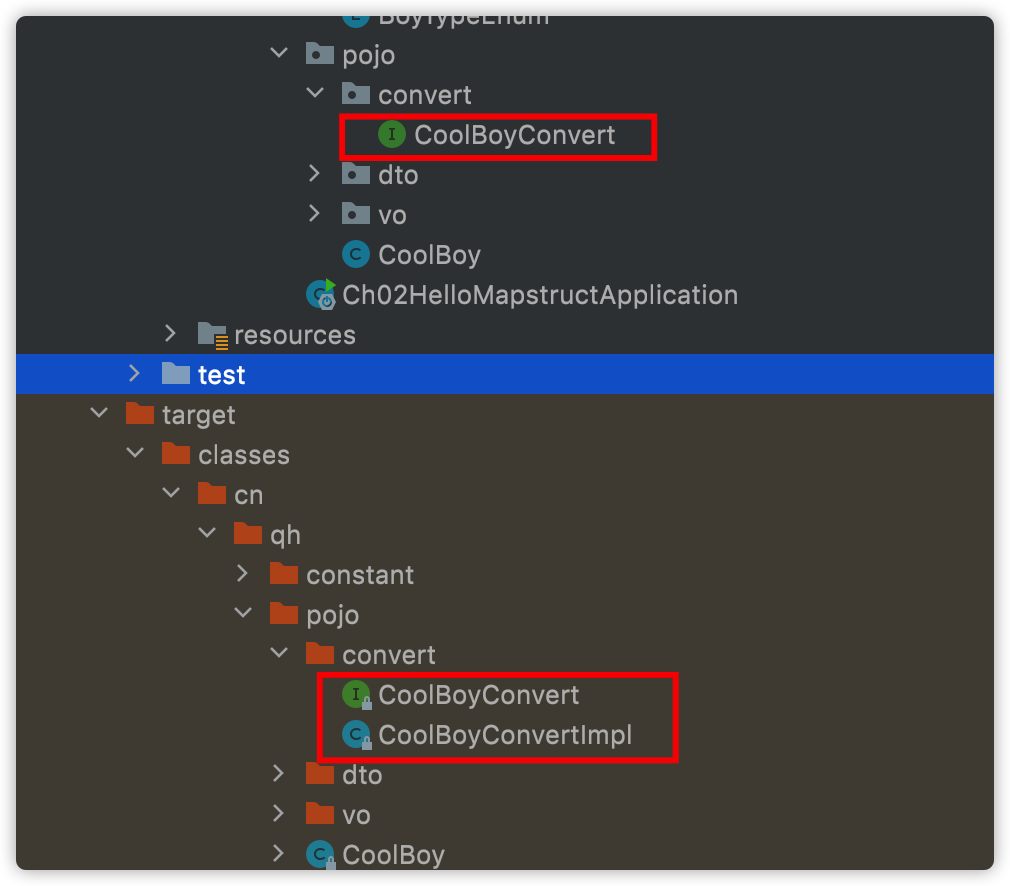 BoyTypeEnum
pojo
convert
CoolBoyConvert
dto
vo
CoolBoy
Ch02HelloMapstructApplication
resources
test
target
classes
cn
qh
constant
pojo
convert
CoolBoyConvert
CoolBoyConvertImpl
dto
vo
CoolBoy